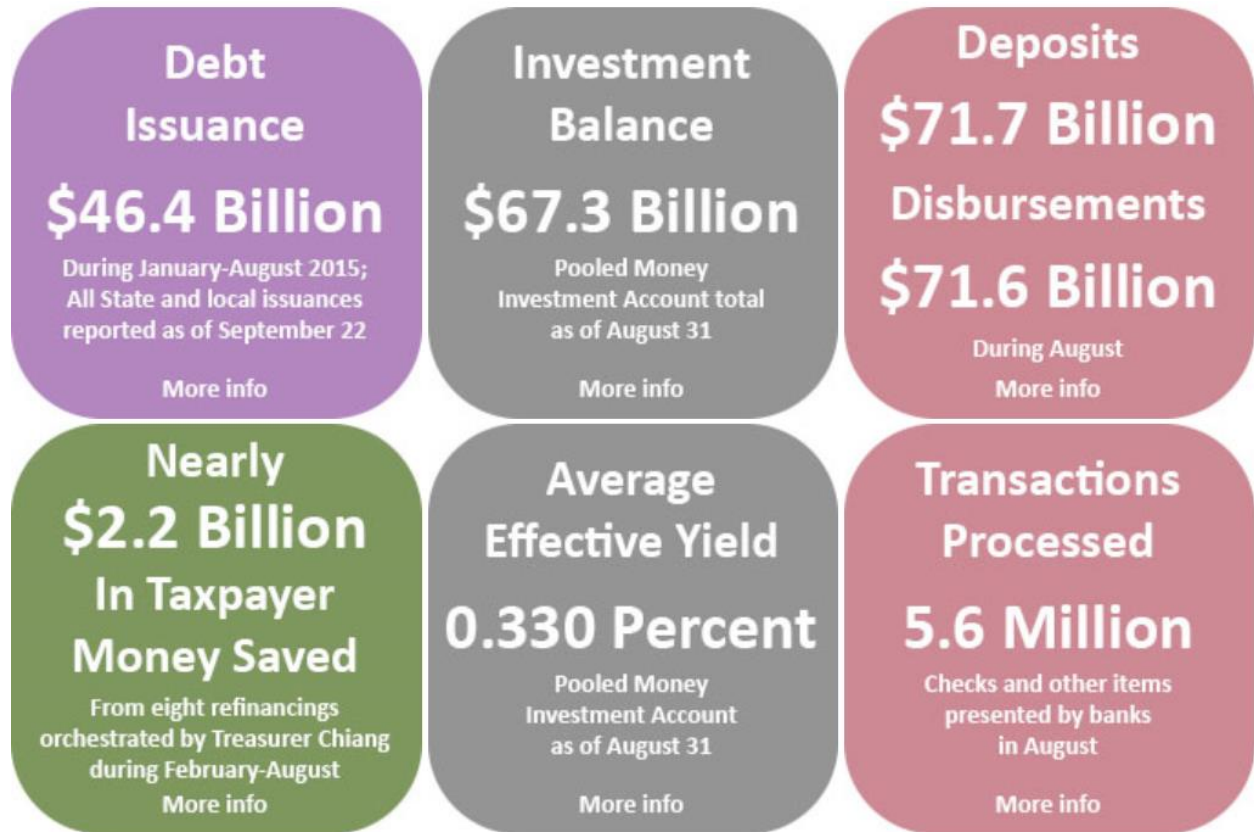 Debt
Issuance
$46.4 Billion
During January-August 2015;
All State and local issuances
reported as of September 22
More info
Investment
Balance
$67.3 Billion
Pooled Money
Investment Account total
as of August 31
More info
Deposits
$71.7 Billion
Disbursements
$71.6 Billion
During August
More info
Nearly
$2.2 Billion
In Taxpayer
Money Saved
From eight refinancings
orchestrated by Treasurer Chiang
during February-August
More info
Average
Effective Yield
0.330 Percent
Pooled Money
Investment Account
as of August 31
More info
Transactions
Processed
5.6 Million
Checks and other items
presented by banks
in August
More info